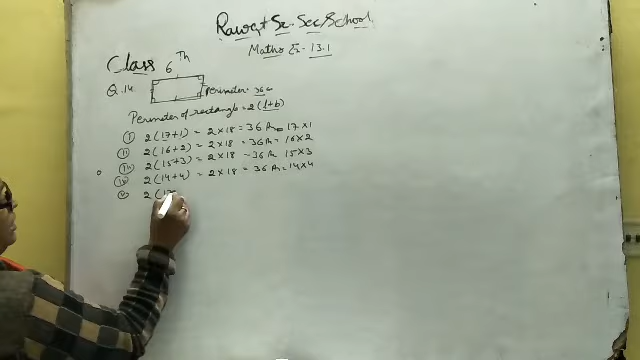 Rawat Sr. Sec School
Maths Ex- 13.1
Class 6Th
Q.14. Perimeter = 36
Perimeter of rectangle = 2(l+b)
I 2(17+1) = 2×18 = 36 17×1
II 2(16+2) = 2×18 = 36 16×2
III 2(15+3) = 2×18 = 36 15×3
IV 2(14+4) = 2×18 = 36 = 14×4
V 2(13